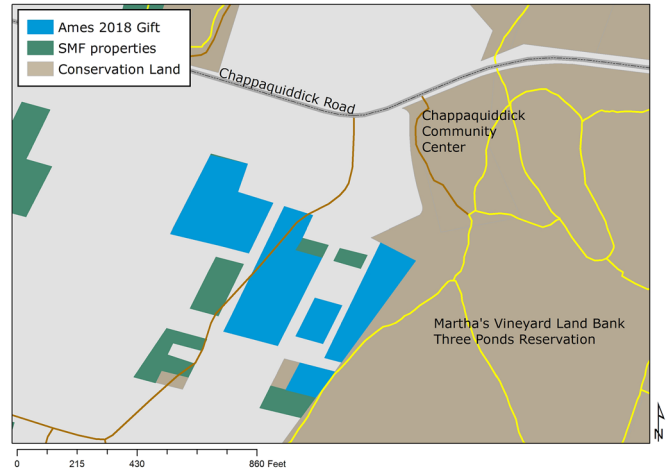 Ames 2018 Gift
SMF properties
Conservation Land
Chappaquiddick Road
Chappaquiddick
Community
Center
Martha's Vineyard Land Bank
Three Ponds Reservation
0 215 430 860 Feet
N